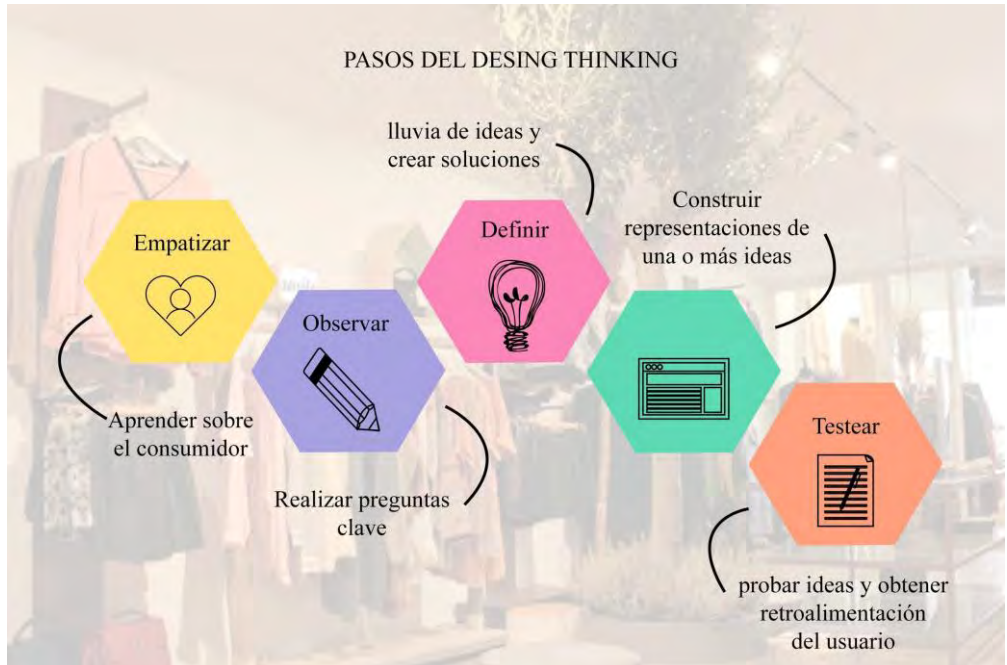 PASOS DEL DESING THINKING
Empatizar
Aprender sobre
el consumidor
Observar
Realizar preguntas
clave
Definir
lluvia de ideas y
crear soluciones
Construir
representaciones de
una o más ideas
Testear
probar ideas y obtener
retroalimentación
del usuario